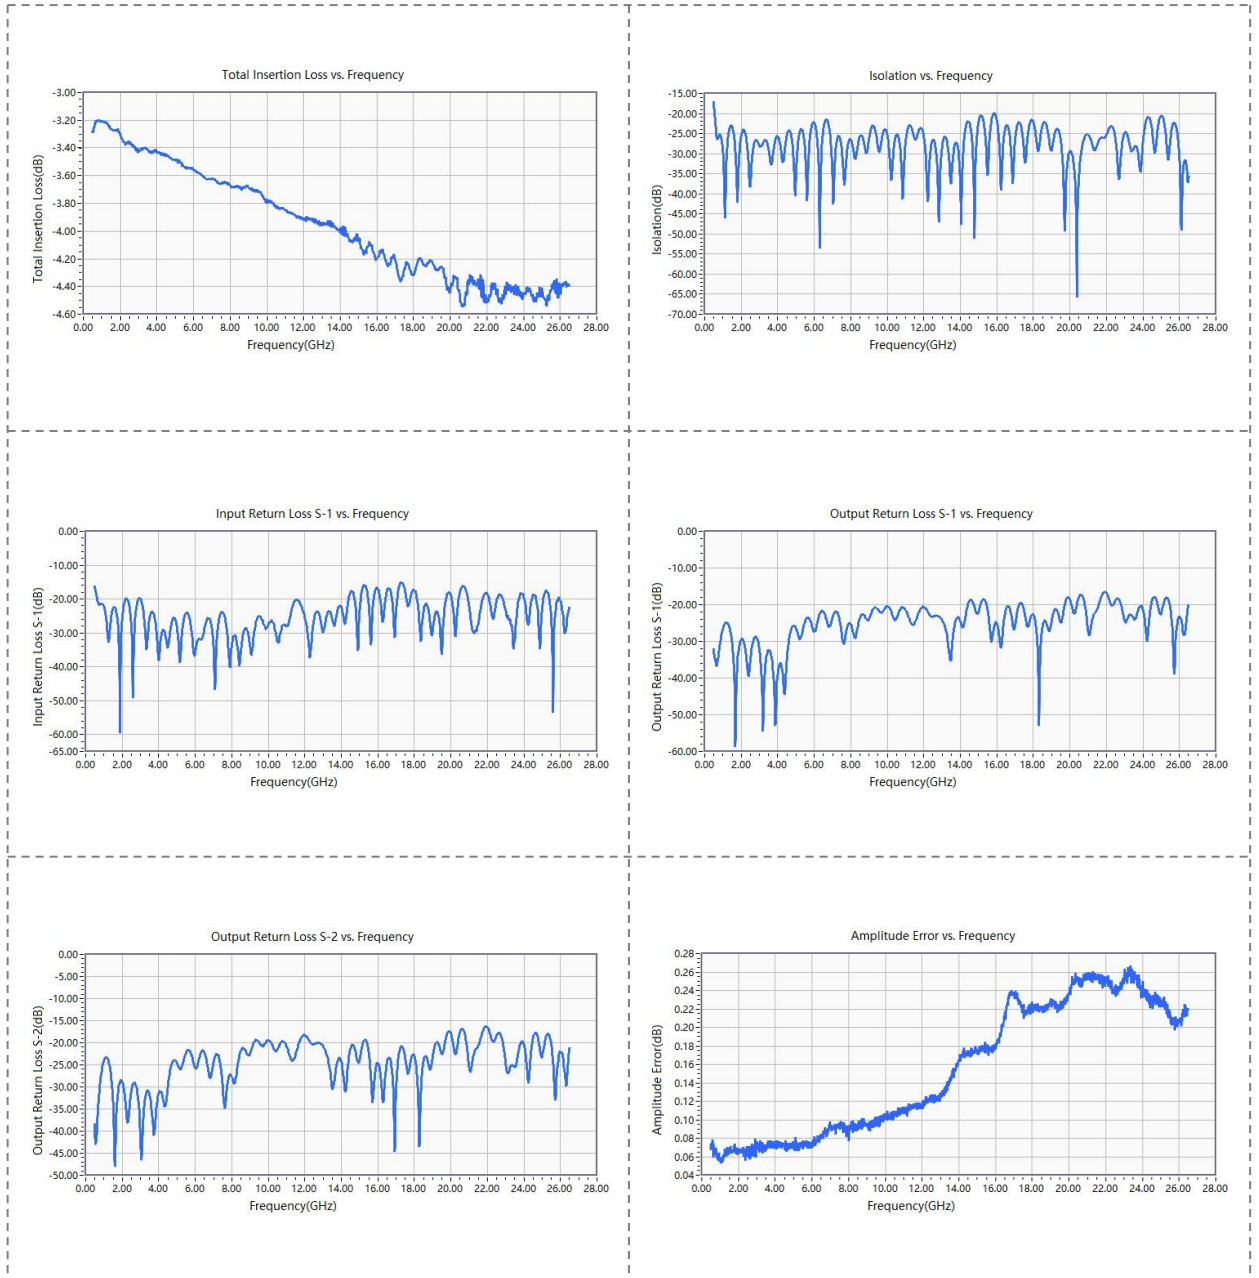 Total Insertion Loss vs. Frequency
Total Insertion Loss(dB)
-3.00
-3.20
-3.40
-3.60
-3.80
-4.00
-4.20
-4.40
-4.60
0.00 2.00 4.00 6.00 8.00 10.00 12.00 14.00 16.00 18.00 20.00 22.00 24.00 26.00 28.00
Frequency(GHz)
Isolation vs. Frequency
Isolation(dB)
-15.00
-20.00
-25.00
-30.00
-35.00
-40.00
-45.00
-50.00
-55.00
-60.00
-65.00
-70.00
0.00 2.00 4.00 6.00 8.00 10.00 12.00 14.00 16.00 18.00 20.00 22.00 24.00 26.00 28.00
Frequency(GHz)
Input Return Loss S-1 vs. Frequency
Input Return Loss S-1(dB)
0.00
-10.00
-20.00
-30.00
-40.00
-50.00
-60.00
-65.00
0.00 2.00 4.00 6.00 8.00 10.00 12.00 14.00 16.00 18.00 20.00 22.00 24.00 26.00 28.00
Frequency(GHz)
Output Return Loss S-1 vs. Frequency
Output Return Loss S-1(dB)
0.00
-10.00
-20.00
-30.00
-40.00
-50.00
-60.00
0.00 2.00 4.00 6.00 8.00 10.00 12.00 14.00 16.00 18.00 20.00 22.00 24.00 26.00 28.00
Frequency(GHz)
Output Return Loss S-2 vs. Frequency
Output Return Loss S-2(dB)
0.00
-5.00
-10.00
-15.00
-20.00
-25.00
-30.00
-35.00
-40.00
-45.00
-50.00
0.00 2.00 4.00 6.00 8.00 10.00 12.00 14.00 16.00 18.00 20.00 22.00 24.00 26.00 28.00
Frequency(GHz)
Amplitude Error vs. Frequency
Amplitude Error(dB)
0.28
0.26
0.24
0.22
0.20
0.18
0.16
0.14
0.12
0.10
0.08
0.06
0.04
0.00 2.00 4.00 6.00 8.00 10.00 12.00 14.00 16.00 18.00 20.00 22.00 24.00 26.00 28.00
Frequency(GHz)